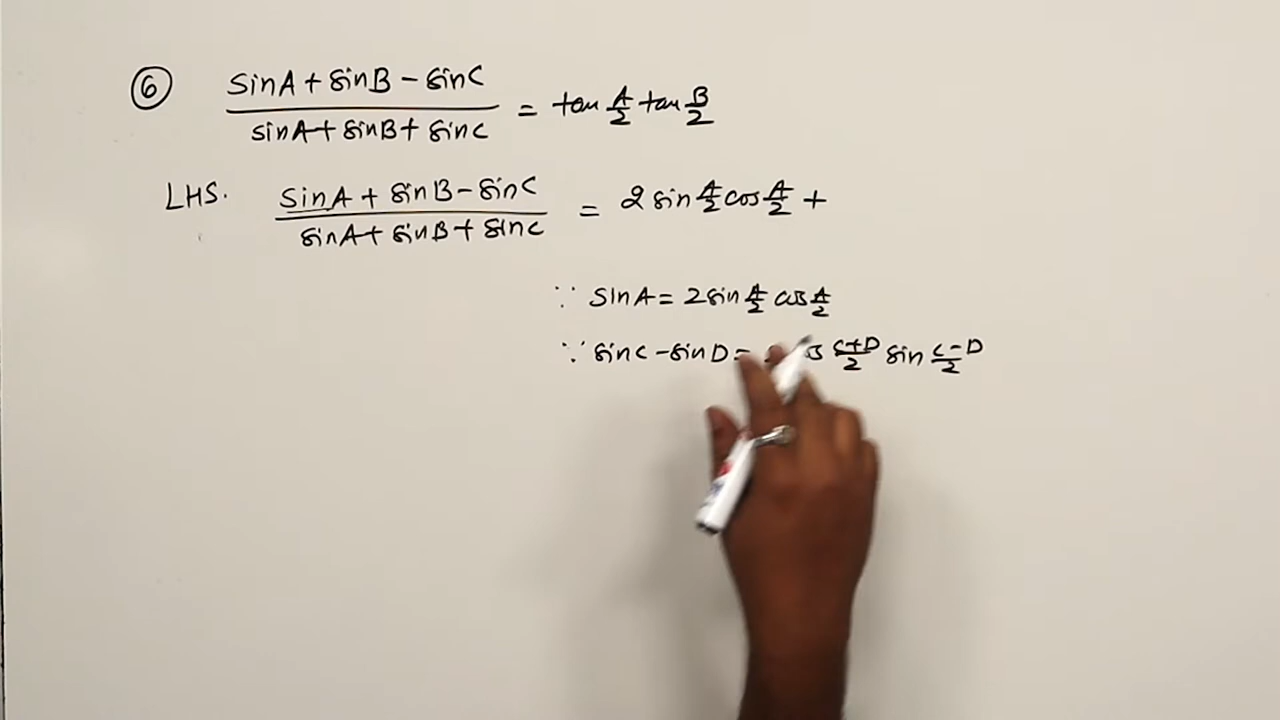 ⑥ sinA + sinB - sinC / sinA + sinB + sinC = tan A/2 tan B/2
LHS. sinA + sinB - sinC / sinA + sinB + sinC = 2 sin A/2 cos A/2 +
∵ sinA = 2 sin A/2 cos A/2
∵ sinC - sinD = C+D/2 sin C-D/2